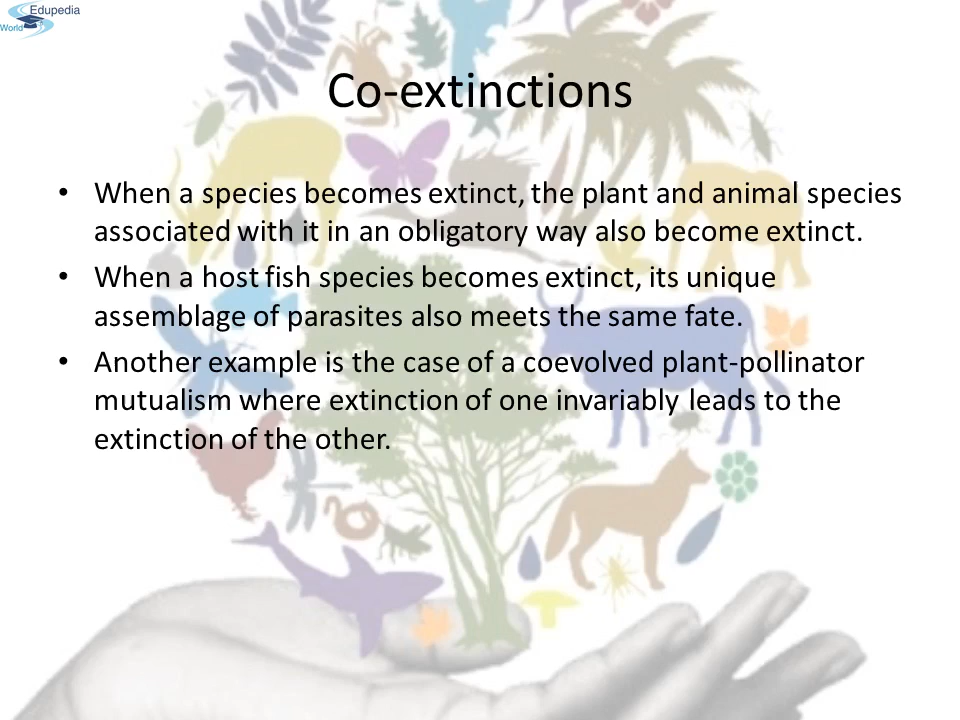 Edupedia
World
Co-extinctions
• When a species becomes extinct, the plant and animal species
associated with it in an obligatory way also become extinct.
• When a host fish species becomes extinct, its unique
assemblage of parasites also meets the same fate.
• Another example is the case of a coevolved plant-pollinator
mutualism where extinction of one invariably leads to the
extinction of the other.